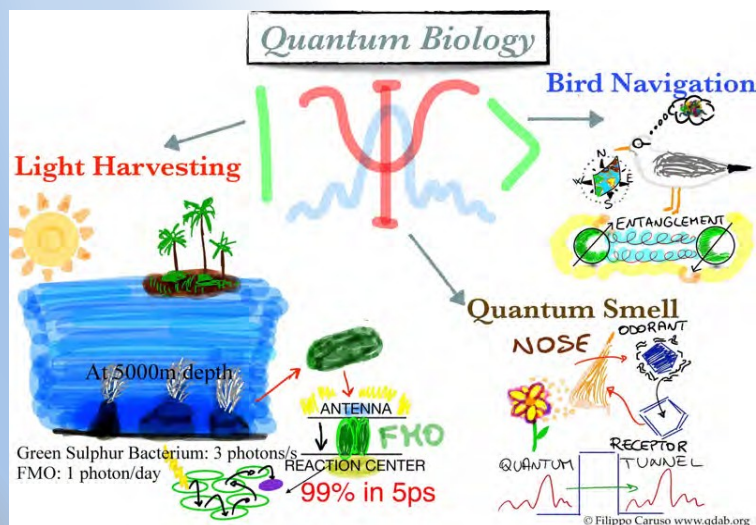 Quantum Biology
Bird Navigation
Light Harvesting
N
W E
S
ENTANGLEMENT
Quantum Smell
NOSE
ODORANT
At 5000m depth
ANTENNA
FMO
Green Sulphur Bacterium: 3 photons/s
FMO: 1 photon/day
REACTION CENTER
99% in 5ps
RECEPTOR
QUANTUM TUNNEL
© Filippo Caruso www.qdab.org